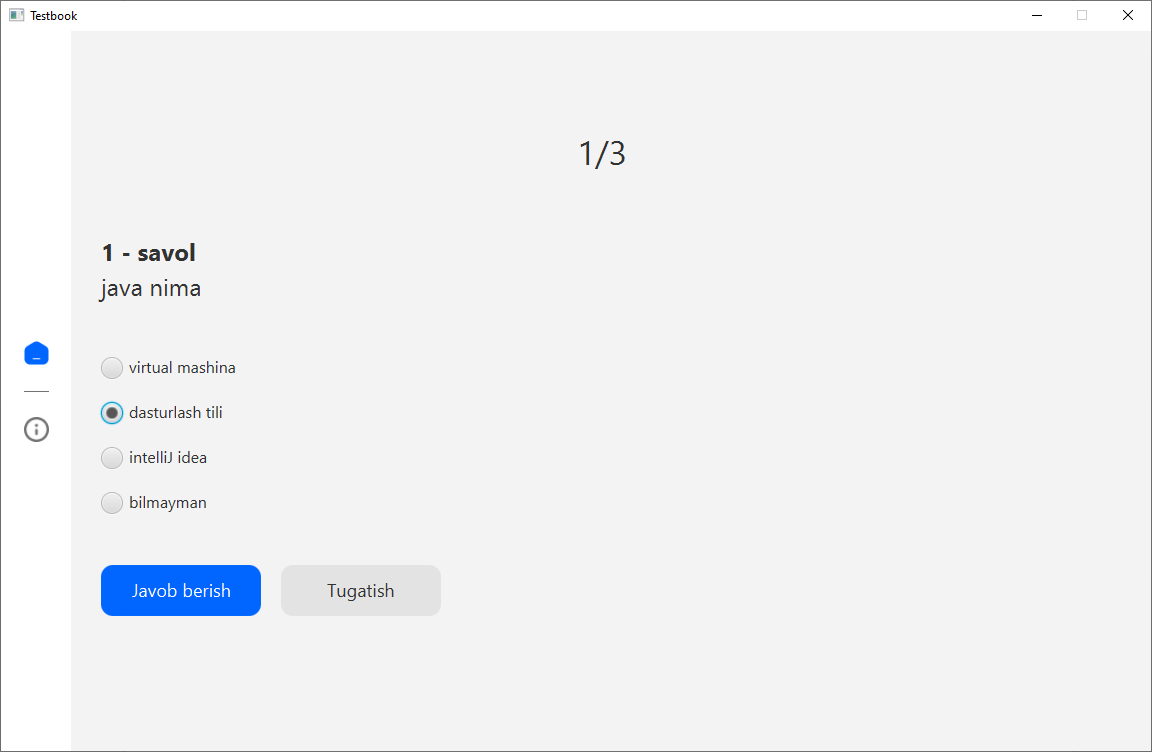 Testbook
1/3
1 - savol
java nima
virtual mashina
dasturlash tili
intelliJ idea
bilmayman
Javob berish
Tugatish